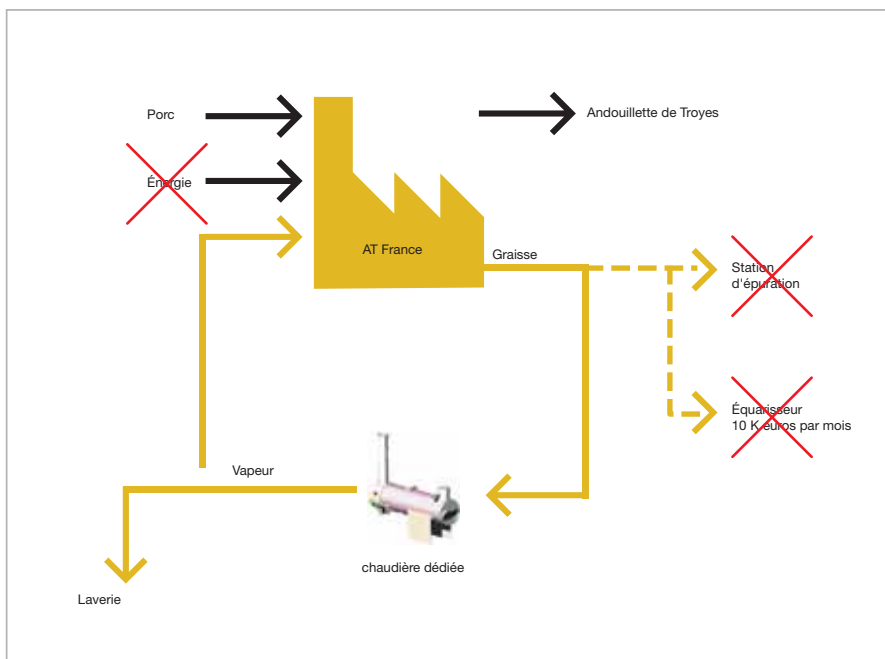 Porc
Andouillette de Troyes
Énergie
AT France
Graisse
Station
d'épuration
Équarisseur
10 K euros par mois
Vapeur
chaudière dédiée
Laverie